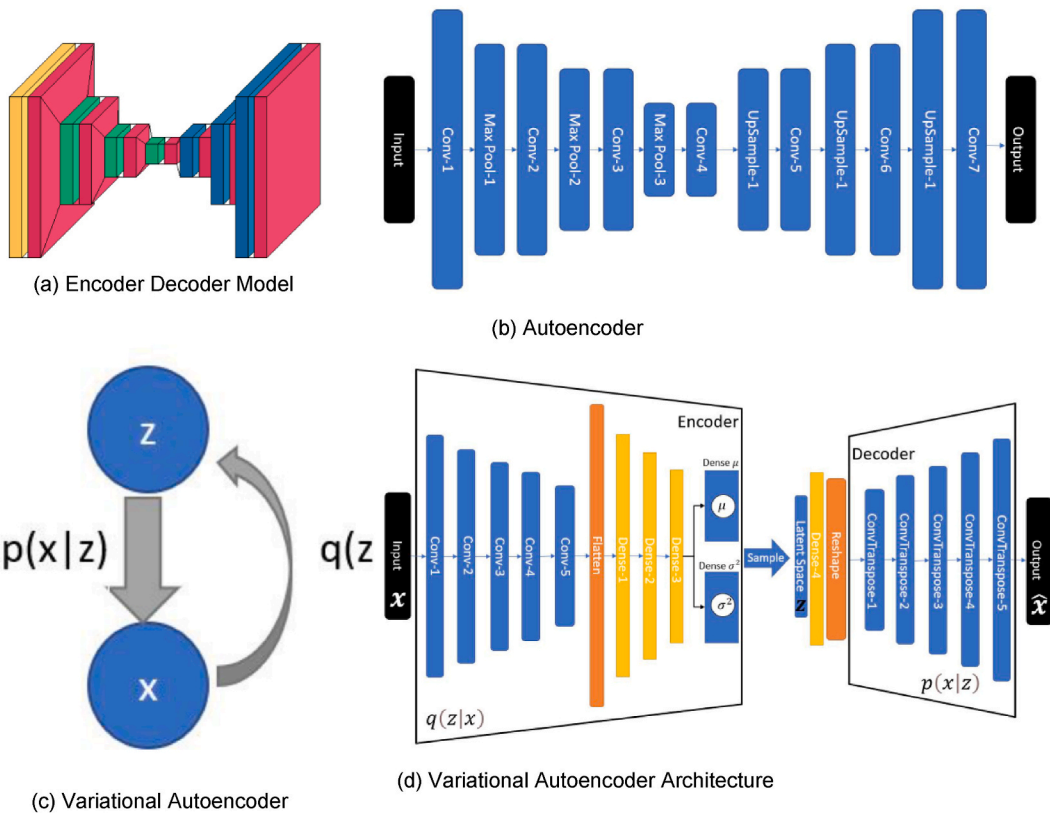 (a) Encoder Decoder Model
Input
Conv-1
Max Pool-1
Conv-2
Max Pool-2
Conv-3
Max Pool-3
Conv-4
UpSample-1
Conv-5
UpSample-1
Conv-6
UpSample-1
Conv-7
Output
(b) Autoencoder
z
p(x|z)
q(z
x
(c) Variational Autoencoder
Input
x
Conv-1
Conv-2
Conv-3
Conv-4
Conv-5
Flatten
Dense-1
Dense-2
Dense-3
Encoder
Dense μ
μ
Dense σ²
σ²
q(z|x)
Sample
Latent Space
z
Dense-4
Reshape
Decoder
ConvTranspose-1
ConvTranspose-2
ConvTranspose-3
ConvTranspose-4
ConvTranspose-5
p(x|z)
Output
x̂
(d) Variational Autoencoder Architecture